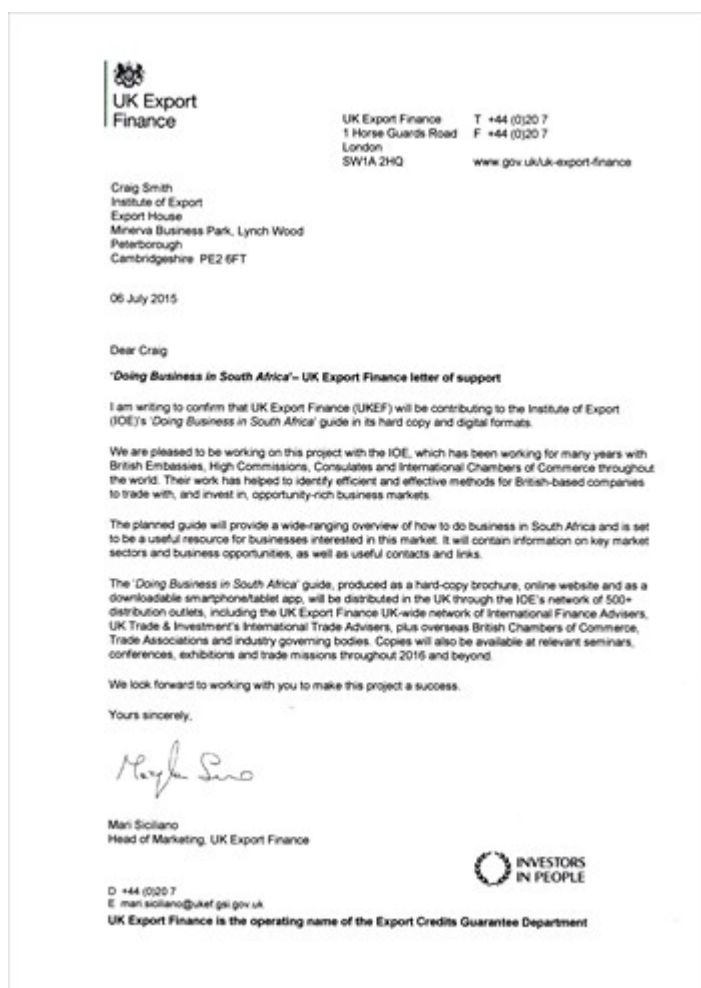 UK Export
Finance
UK Export Finance T +44 (0)20 7
1 Horse Guards Road F +44 (0)20 7
London
SW1A 2HQ www.gov.uk/uk-export-finance
Craig Smith
Institute of Export
Export House
Minerva Business Park, Lynch Wood
Peterborough
Cambridgeshire PE2 6FT
06 July 2015
Dear Craig
'Doing Business in South Africa'– UK Export Finance letter of support
I am writing to confirm that UK Export Finance (UKEF) will be contributing to the Institute of Export
(IOE)'s 'Doing Business in South Africa' guide in its hard copy and digital formats.
We are pleased to be working on this project with the IOE, which has been working for many years with
British Embassies, High Commissions, Consulates and International Chambers of Commerce throughout
the world. Their work has helped to identify efficient and effective methods for British-based companies
to trade with, and invest in, opportunity-rich business markets.
The planned guide will provide a wide-ranging overview of how to do business in South Africa and is set
to be a useful resource for businesses interested in this market. It will contain information on key market
sectors and business opportunities, as well as useful contacts and links.
The 'Doing Business in South Africa' guide, produced as a hard-copy brochure, online website and as a
downloadable smartphone/tablet app, will be distributed in the UK through the IOE's network of 500+
distribution outlets, including the UK Export Finance UK-wide network of International Finance Advisers,
UK Trade & Investment's International Trade Advisers, plus overseas British Chambers of Commerce,
Trade Associations and industry governing bodies. Copies will also be available at relevant seminars,
conferences, exhibitions and trade missions throughout 2016 and beyond.
We look forward to working with you to make this project a success.
Yours sincerely,
Mari Siciliano
Head of Marketing, UK Export Finance
INVESTORS
IN PEOPLE
D +44 (0)20 7
E mari.siciliano@ukef.gsi.gov.uk
UK Export Finance is the operating name of the Export Credits Guarantee Department